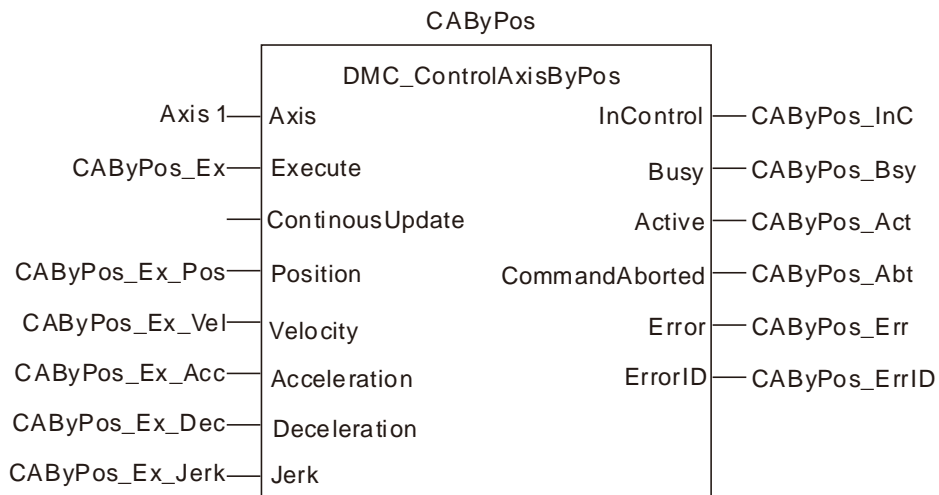 CAByPos
DMC_ControlAxisByPos
Axis 1 Axis InControl CAByPos_InC
CAByPos_Ex Execute Busy CAByPos_Bsy
ContinousUpdate Active CAByPos_Act
CAByPos_Ex_Pos Position CommandAborted CAByPos_Abt
CAByPos_Ex_Vel Velocity Error CAByPos_Err
CAByPos_Ex_Acc Acceleration ErrorID CAByPos_ErrID
CAByPos_Ex_Dec Deceleration
CAByPos_Ex_Jerk Jerk